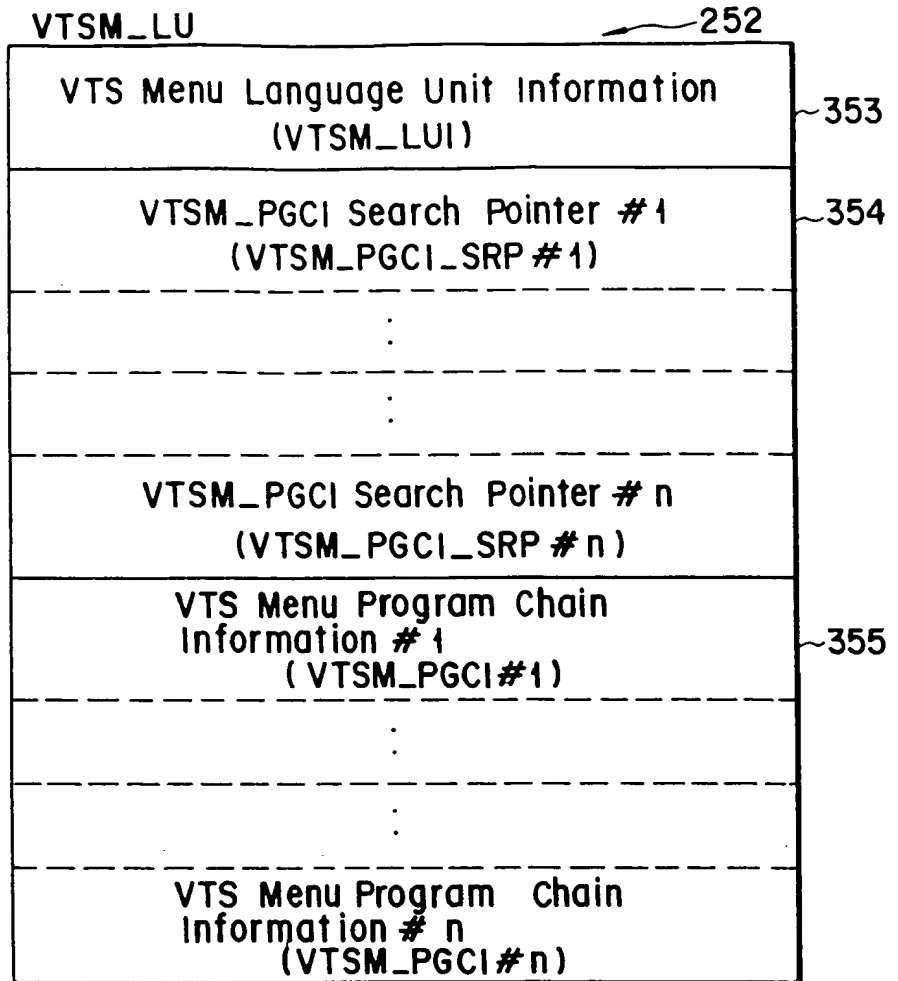 VTSM_LU
252
VTS Menu Language Unit Information
(VTSM_LUI)
353
VTSM_PGCI Search Pointer #1
(VTSM_PGCI_SRP #1)
354
VTSM_PGCI Search Pointer # n
(VTSM_PGCI_SRP # n)
VTS Menu Program Chain
Information # 1
(VTSM_PGCI#1)
355
VTS Menu Program Chain
Information # n
(VTSM_PGCI#n)